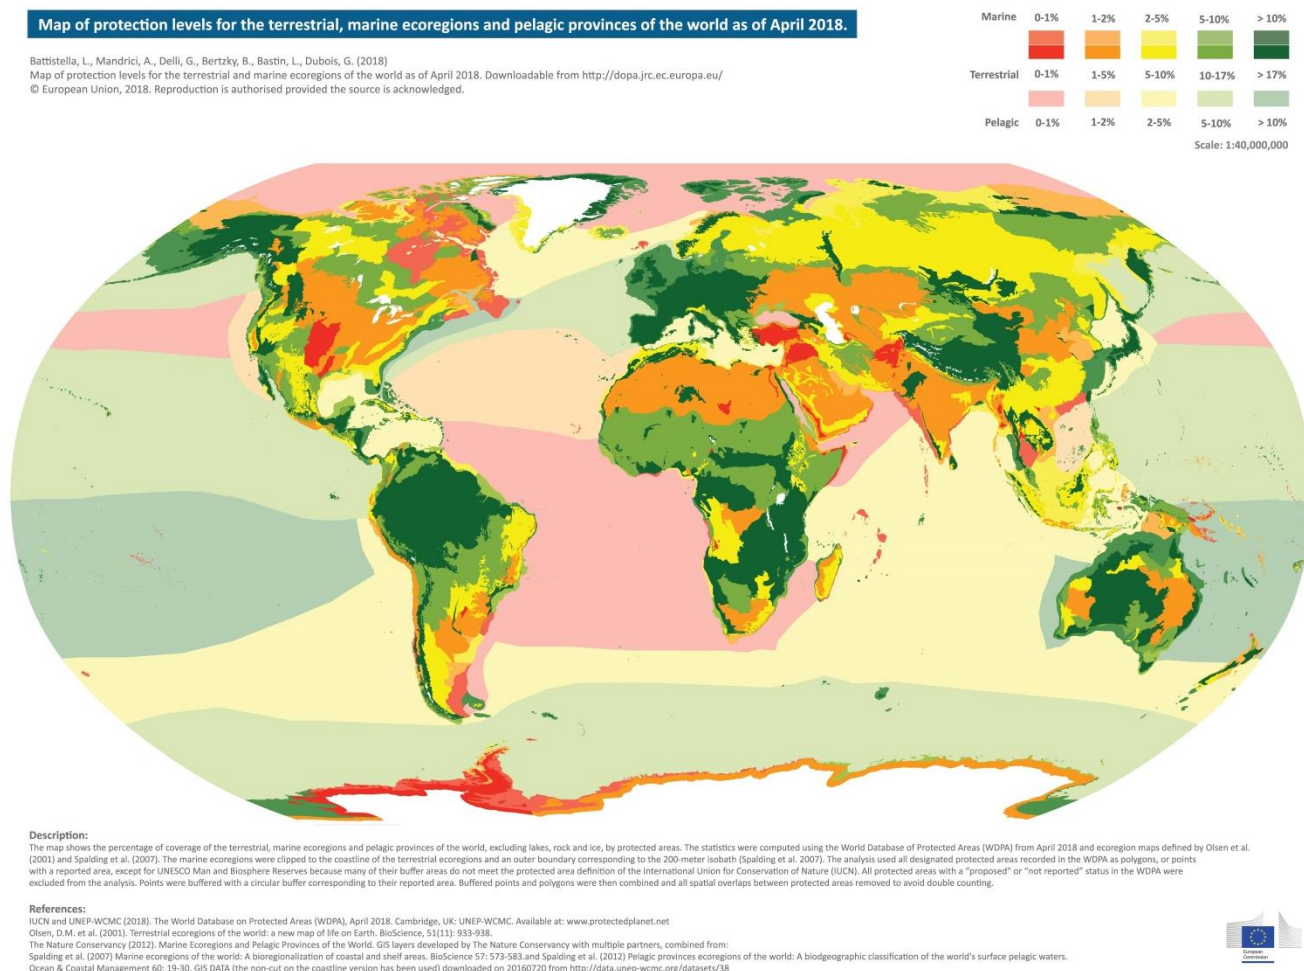 Map of protection levels for the terrestrial, marine ecoregions and pelagic provinces of the world as of April 2018.
Battistella, L., Mandrici, A., Delli, G., Bertzky, B., Bastin, L., Dubois, G. (2018)
Map of protection levels for the terrestrial and marine ecoregions of the world as of April 2018. Downloadable from http://dopa.jrc.ec.europa.eu/
© European Union, 2018. Reproduction is authorised provided the source is acknowledged.
Marine 0-1% 1-2% 2-5% 5-10% > 10%
Terrestrial 0-1% 1-5% 5-10% 10-17% > 17%
Pelagic 0-1% 1-2% 2-5% 5-10% > 10%
Scale: 1:40,000,000
Description:
The map shows the percentage of coverage of the terrestrial, marine ecoregions and pelagic provinces of the world, excluding lakes, rock and ice, by protected areas. The statistics were computed using the World Database of Protected Areas (WDPA) from April 2018 and ecoregion maps defined by Olsen et al.
(2001) and Spalding et al. (2007). The marine ecoregions were clipped to the coastline of the terrestrial ecoregions and an outer boundary corresponding to the 200-meter isobath (Spalding et al. 2007). The analysis used all designated protected areas recorded in the WDPA as polygons, or points
with a reported area, except for UNESCO Man and Biosphere Reserves because many of their buffer areas do not meet the protected area definition of the International Union for Conservation of Nature (IUCN). All protected areas with a "proposed" or "not reported" status in the WDPA were
excluded from the analysis. Points were buffered with a circular buffer corresponding to their reported area. Buffered points and polygons were then combined and all spatial overlaps between protected areas removed to avoid double counting.
References:
IUCN and UNEP-WCMC (2018). The World Database on Protected Areas (WDPA), April 2018. Cambridge, UK: UNEP-WCMC. Available at: www.protectedplanet.net
Olsen, D.M. et al. (2001). Terrestrial ecoregions of the world: a new map of life on Earth. BioScience, 51(11): 933-938.
The Nature Conservancy (2012). Marine Ecoregions and Pelagic Provinces of the World. GIS layers developed by The Nature Conservancy with multiple partners, combined from:
Spalding et al. (2007) Marine ecoregions of the world: A bioregionalization of coastal and shelf areas. BioScience 57: 573-583.and Spalding et al. (2012) Pelagic provinces ecoregions of the world: A biodgeographic classification of the world's surface pelagic waters.
Ocean & Coastal Management 60: 19-30. GIS DATA (the non-cut on the coastline version has been used) downloaded on 20160720 from http://data.unep-wcmc.org/datasets/38
European
Commission